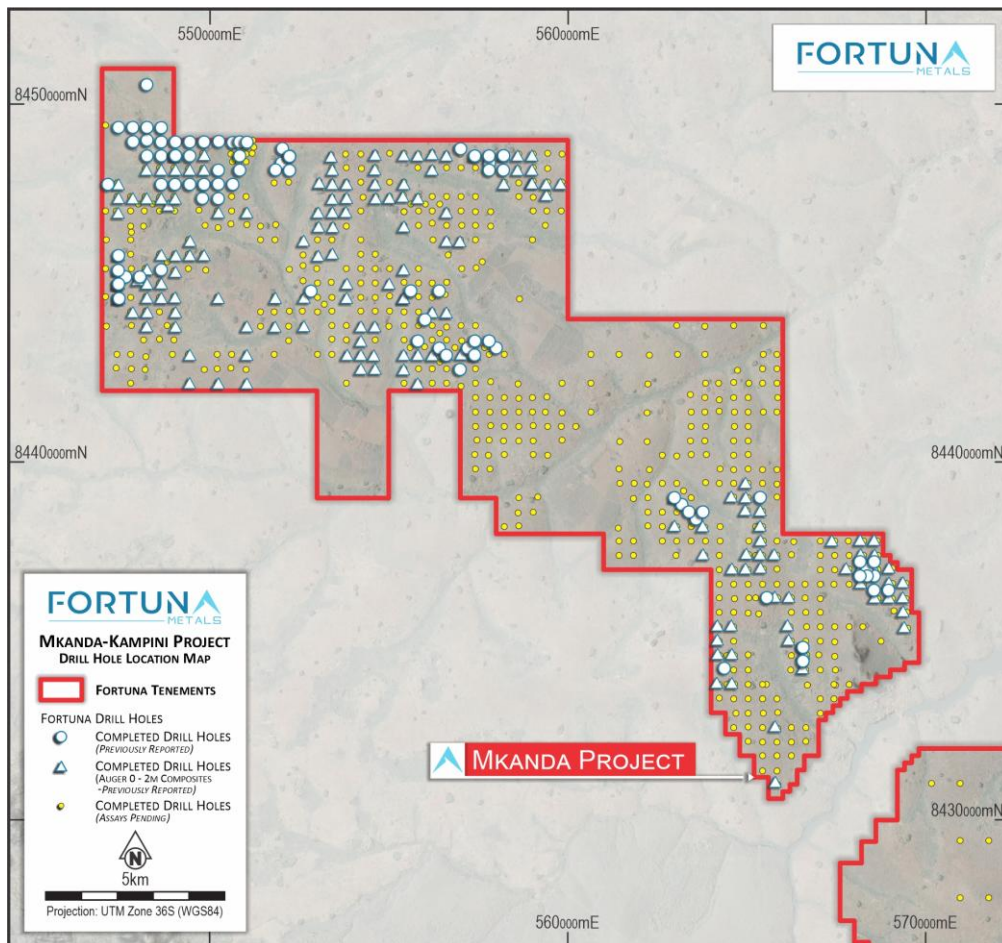 550000mE
560000mE
FORTUNA
METALS
8450000mN
8440000mN
8440000mN
FORTUNA
METALS
MKANDA-KAMPINI PROJECT
DRILL HOLE LOCATION MAP
FORTUNA TENEMENTS
FORTUNA DRILL HOLES
COMPLETED DRILL HOLES
(PREVIOUSLY REPORTED)
COMPLETED DRILL HOLES
(AUGER 0 - 2M COMPOSITES
-PREVIOUSLY REPORTED)
COMPLETED DRILL HOLES
(ASSAYS PENDING)
N
5km
Projection: UTM Zone 36S (WGS84)
MKANDA PROJECT
8430000mN
560000mE
570000mE